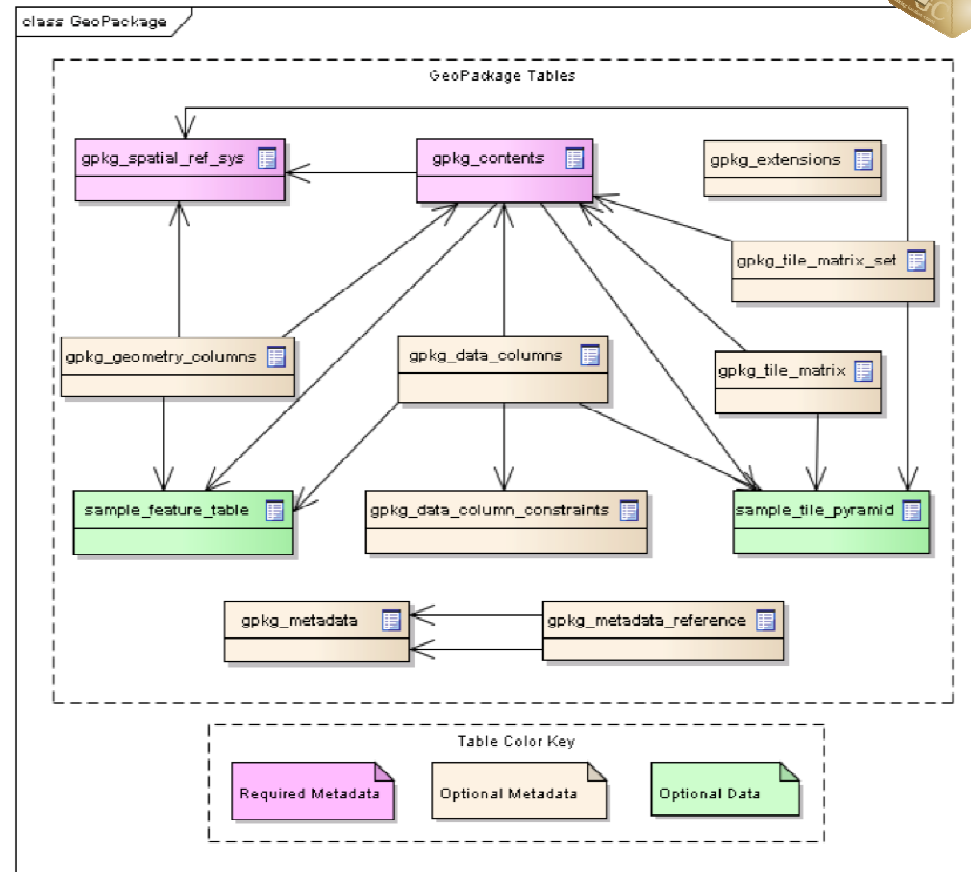 class GeoPackage
GeoPackage Tables
gpkg_spatial_ref_sys
gpkg_contents
gpkg_extensions
gpkg_tile_matrix_set
gpkg_geometry_columns
gpkg_data_columns
gpkg_tile_matrix
sample_feature_table
gpkg_data_column_constraints
sample_tile_pyramid
gpkg_metadata
gpkg_metadata_reference
Table Color Key
Required Metadata
Optional Metadata
Optional Data